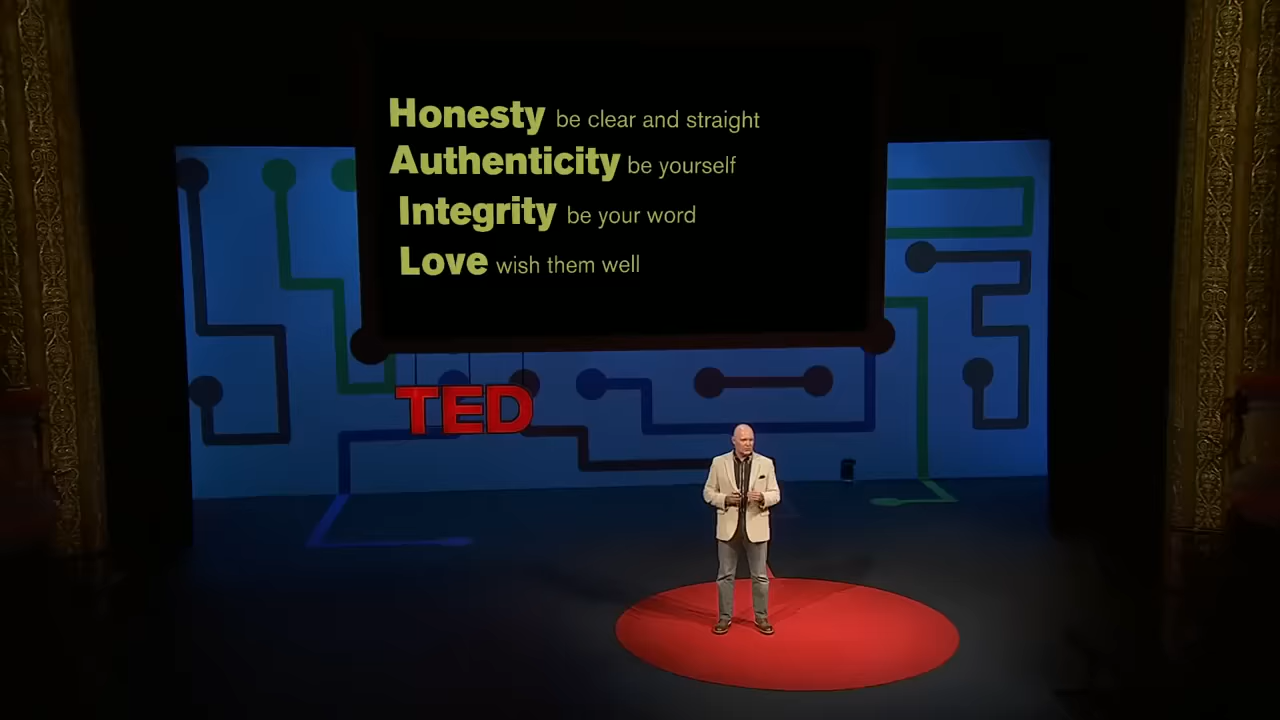 Honesty be clear and straight
Authenticity be yourself
Integrity be your word
Love wish them well
TED